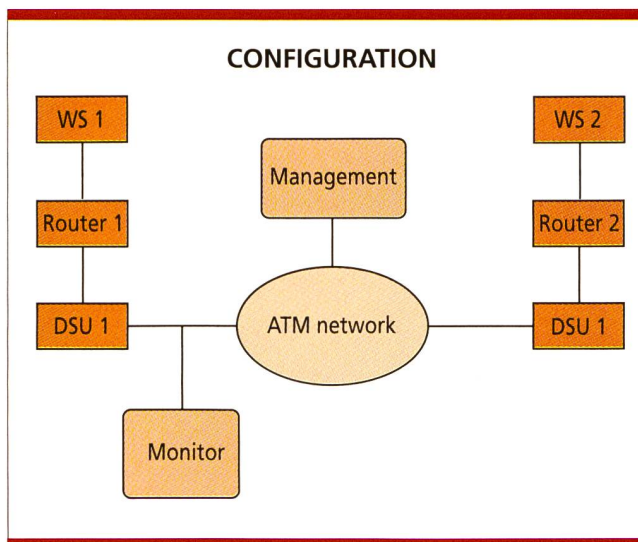 CONFIGURATION
WS 1
WS 2
Management
Router 1
Router 2
DSU 1
ATM network
DSU 1
Monitor